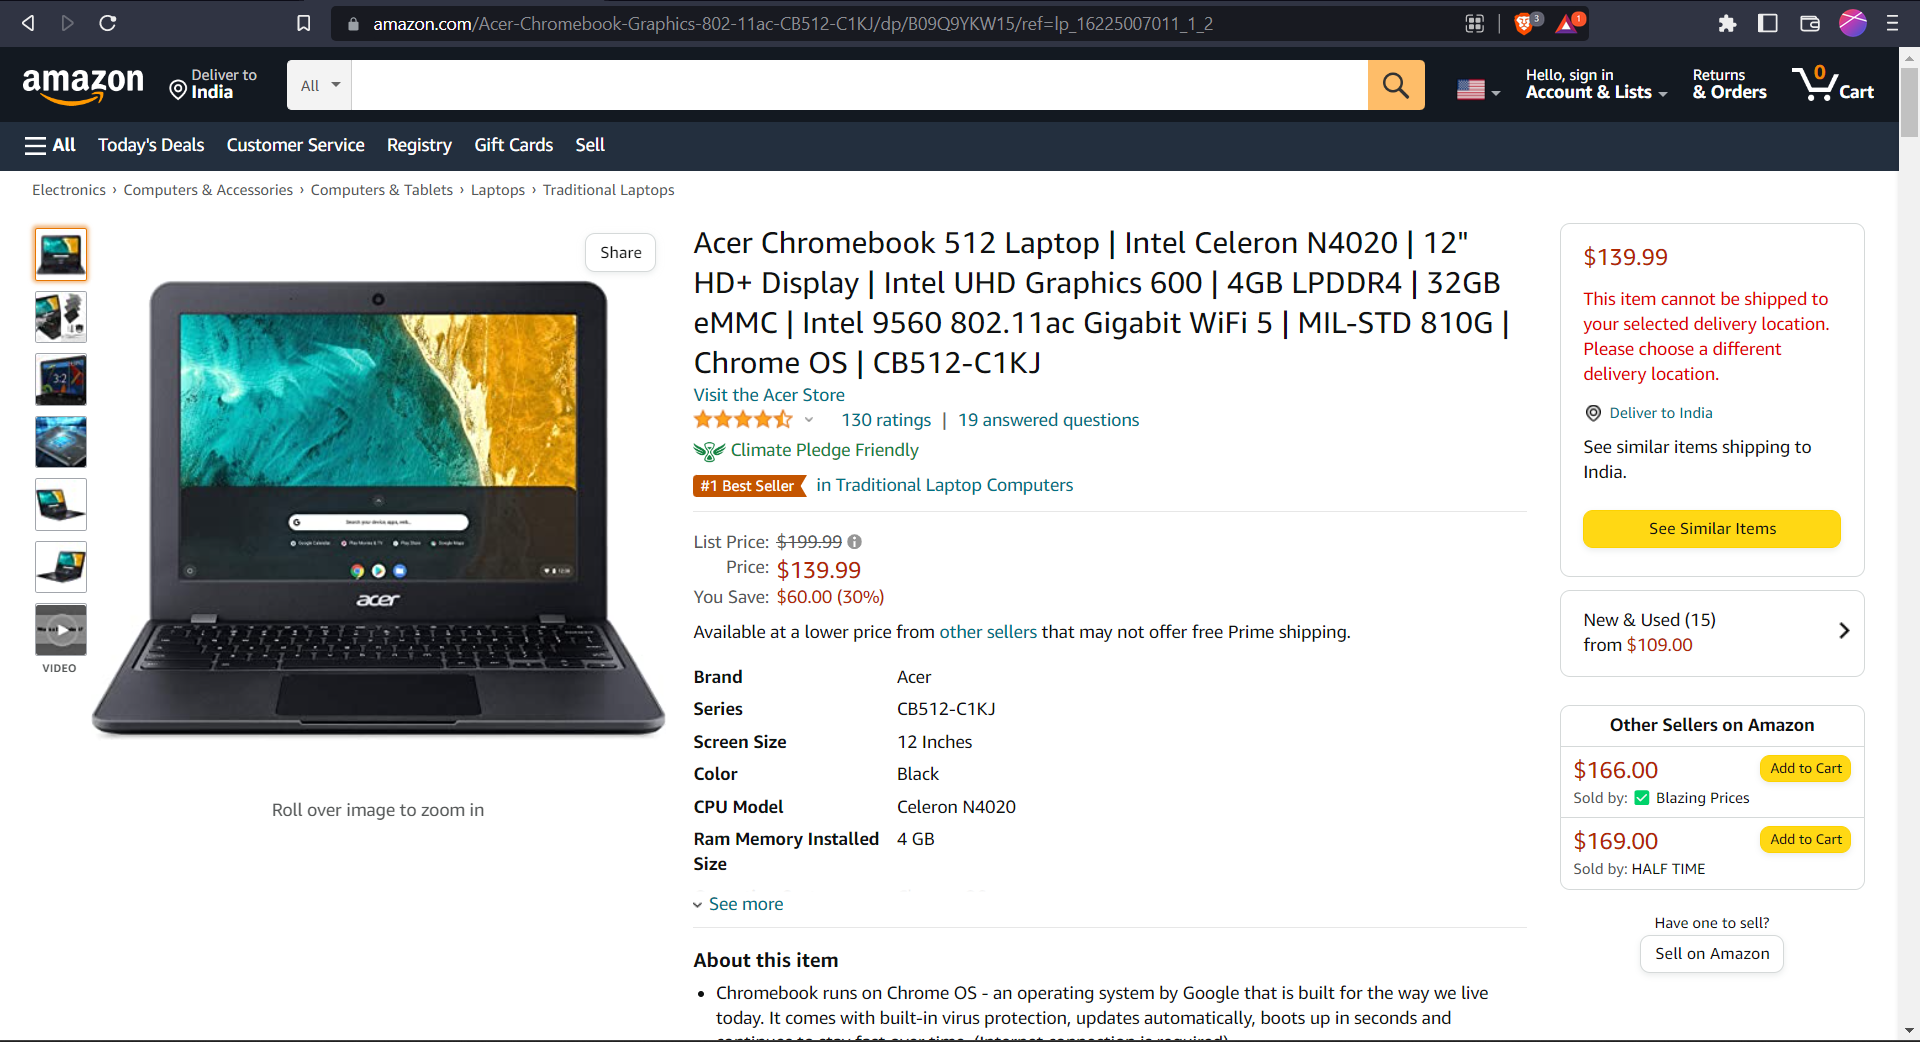 amazon.com/Acer-Chromebook-Graphics-802-11ac-CB512-C1KJ/dp/B09Q9YKW15/ref=lp_16225007011_1_2
3
1
amazon
Deliver to
India
All
Hello, sign in
Account & Lists
Returns
& Orders
0
Cart
All
Today's Deals
Customer Service
Registry
Gift Cards
Sell
Electronics › Computers & Accessories › Computers & Tablets › Laptops › Traditional Laptops
Share
acer
VIDEO
Roll over image to zoom in
Acer Chromebook 512 Laptop | Intel Celeron N4020 | 12"
HD+ Display | Intel UHD Graphics 600 | 4GB LPDDR4 | 32GB
eMMC | Intel 9560 802.11ac Gigabit WiFi 5 | MIL-STD 810G |
Chrome OS | CB512-C1KJ
Visit the Acer Store
130 ratings | 19 answered questions
Climate Pledge Friendly
#1 Best Seller in Traditional Laptop Computers
List Price: $199.99
Price: $139.99
You Save: $60.00 (30%)
Available at a lower price from other sellers that may not offer free Prime shipping.
Brand Acer
Series CB512-C1KJ
Screen Size 12 Inches
Color Black
CPU Model Celeron N4020
Ram Memory Installed 4 GB
Size
See more
About this item
• Chromebook runs on Chrome OS - an operating system by Google that is built for the way we live
today. It comes with built-in virus protection, updates automatically, boots up in seconds and
continues to stay fast over time. (Internet connection is required)
$139.99
This item cannot be shipped to
your selected delivery location.
Please choose a different
delivery location.
Deliver to India
See similar items shipping to
India.
See Similar Items
New & Used (15)
from $109.00
Other Sellers on Amazon
$166.00
Add to Cart
Sold by: Blazing Prices
$169.00
Add to Cart
Sold by: HALF TIME
Have one to sell?
Sell on Amazon